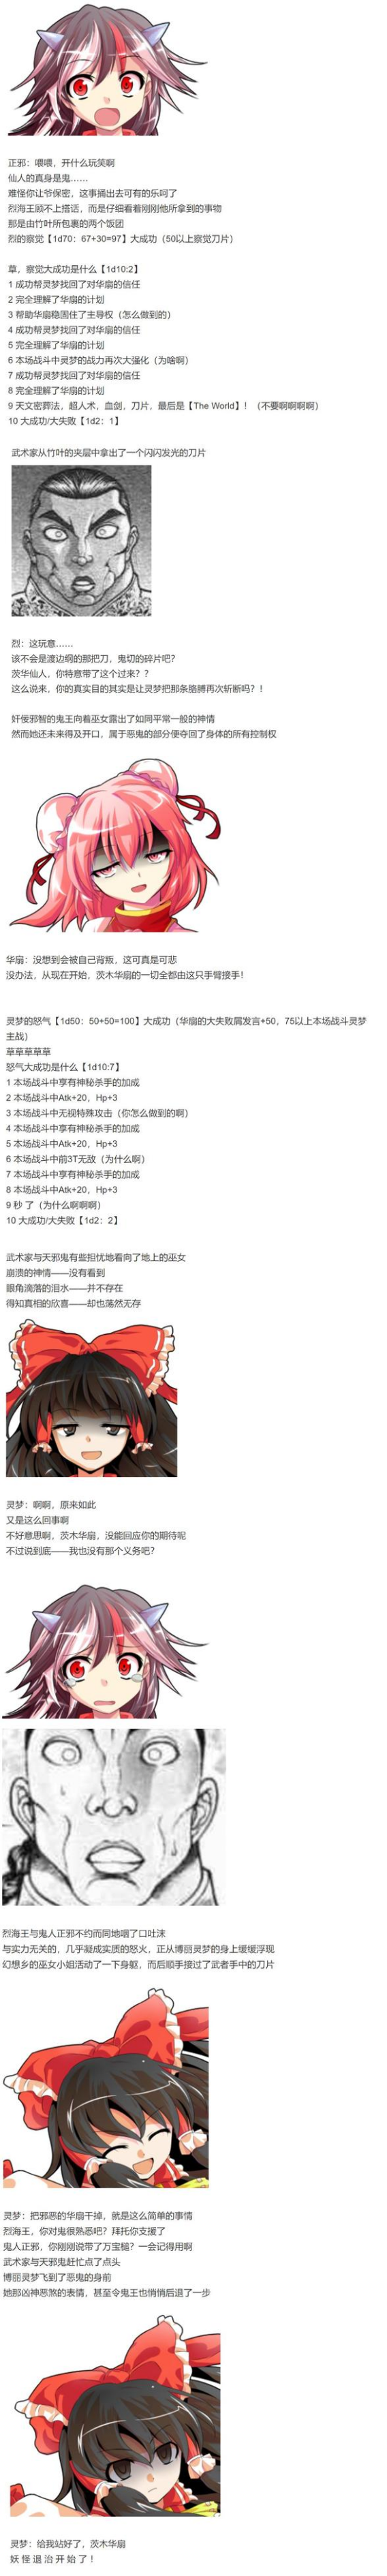 正邪：喂喂，开什么玩笑啊
仙人的真身是鬼……
难怪你让爷保密，这事捅出去可有的乐呵了
烈海王顾不上搭话，而是仔细看着刚刚他所拿到的事物
那是由竹叶所包裹的两个饭团
烈的察觉【1d70：67+30=97】大成功（50以上察觉刀片）
草，察觉大成功是什么【1d10:2】
1 成功帮灵梦找回了对华扇的信任
2 完全理解了华扇的计划
3 帮助华扇稳固住了主导权（怎么做到的）
4 成功帮灵梦找回了对华扇的信任
5 完全理解了华扇的计划
6 本场战斗中灵梦的战力再次大强化（为啥啊）
7 成功帮灵梦找回了对华扇的信任
8 完全理解了华扇的计划
9 天文密葬法，超人术，血剑，刀片，最后是【The World】！（不要啊啊啊啊）
10 大成功/大失败【1d2：1】
武术家从竹叶的夹层中拿出了一个闪闪发光的刀片
烈：这玩意……
该不会是渡边纲的那把刀，鬼切的碎片吧？
茨华仙人，你特意带了这个过来？？
这么说来，你的真实目的其实是让灵梦把那条胳膊再次斩断吗？！
奸佞邪智的鬼王向着巫女露出了如同平常一般的神情
然而她还未来得及开口，属于恶鬼的部分便夺回了身体的所有控制权
华扇：没想到会被自己背叛，这可真是可悲
没办法，从现在开始，茨木华扇的一切全都由这只手臂接手！
灵梦的怒气【1d50：50+50=100】大成功（华扇的大失败屑发言+50，75以上本场战斗灵梦
主战）
草草草草草
怒气大成功是什么【1d10:7】
1 本场战斗中享有神秘杀手的加成
2 本场战斗中Atk+20，Hp+3
3 本场战斗中无视特殊攻击（你怎么做到的啊）
4 本场战斗中享有神秘杀手的加成
5 本场战斗中Atk+20，Hp+3
6 本场战斗中前3T无敌（为什么啊）
7 本场战斗中享有神秘杀手的加成
8 本场战斗中Atk+20，Hp+3
9 秒 了（为什么啊啊啊）
10 大成功/大失败【1d2：2】
武术家与天邪鬼有些担忧地看向了地上的巫女
崩溃的神情——没有看到
眼角滴落的泪水——并不存在
得知真相的欣喜——却也荡然无存
灵梦：啊啊，原来如此
又是这么回事啊
不好意思啊，茨木华扇，没能回应你的期待呢
不过说到底——我也没有那个义务吧？
烈海王与鬼人正邪不约而同地咽了口吐沫
与实力无关的，几乎凝成实质的怒火，正从博丽灵梦的身上缓缓浮现
幻想乡的巫女小姐活动了一下身躯，而后顺手接过了武者手中的刀片
灵梦：把邪恶的华扇干掉，就是这么简单的事情
烈海王，你对鬼很熟悉吧？拜托你支援了
鬼人正邪，你刚刚说带了万宝槌？一会记得用啊
武术家与天邪鬼赶忙点了点头
博丽灵梦飞到了恶鬼的身前
她那凶神恶煞的表情，甚至令鬼王也悄悄后退了一步
灵梦：给我站好了，茨木华扇
妖 怪 退 治 开 始 了 ！